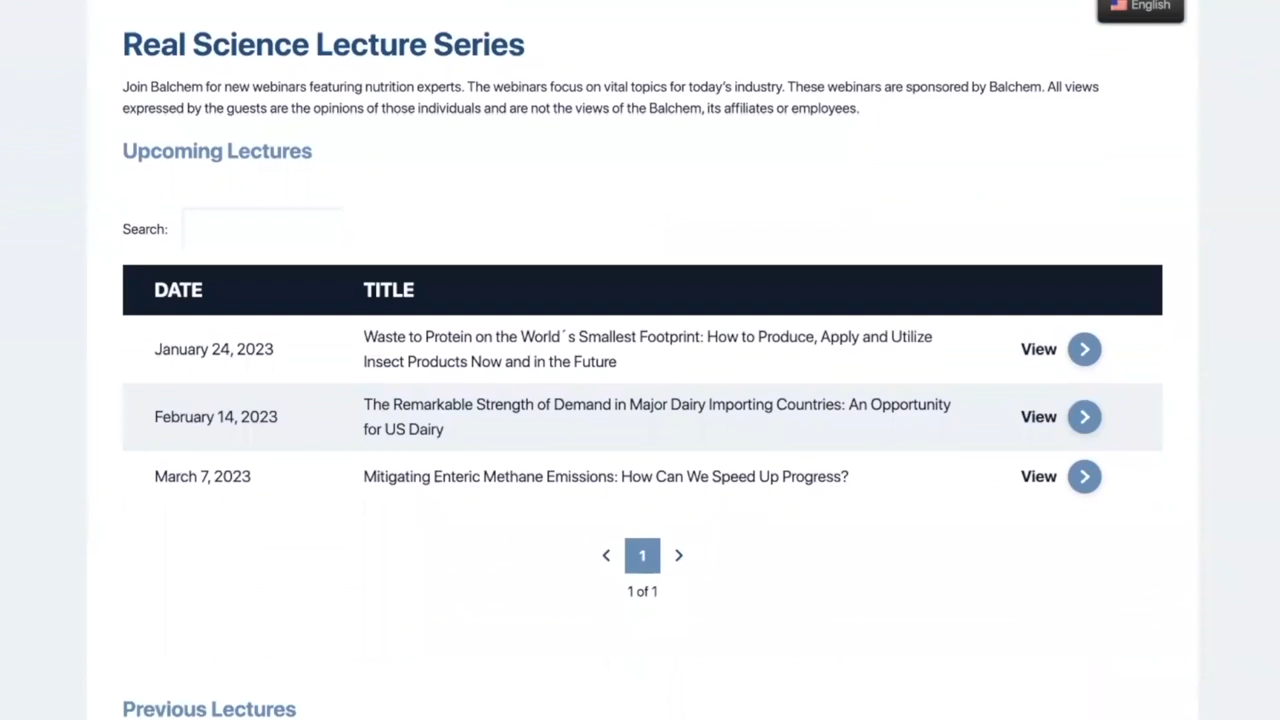 English
Real Science Lecture Series
Join Balchem for new webinars featuring nutrition experts. The webinars focus on vital topics for today's industry. These webinars are sponsored by Balchem. All views
expressed by the guests are the opinions of those individuals and are not the views of the Balchem, its affiliates or employees.
Upcoming Lectures
Search:
DATE TITLE
January 24, 2023 Waste to Protein on the World´s Smallest Footprint: How to Produce, Apply and Utilize
Insect Products Now and in the Future View
February 14, 2023 The Remarkable Strength of Demand in Major Dairy Importing Countries: An Opportunity
for US Dairy View
March 7, 2023 Mitigating Enteric Methane Emissions: How Can We Speed Up Progress? View
1
1 of 1
Previous Lectures